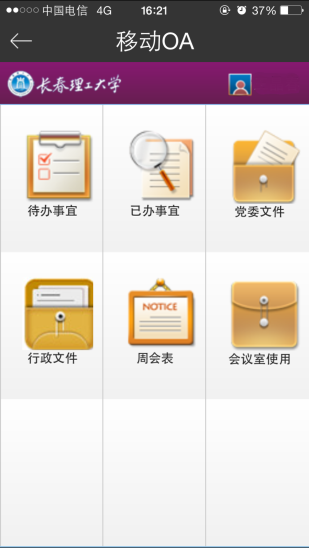 中国电信 4G 16:21 37%
移动OA
长春理工大学
待办事宜 已办事宜 党委文件
NOTICE
行政文件 周会表 会议室使用